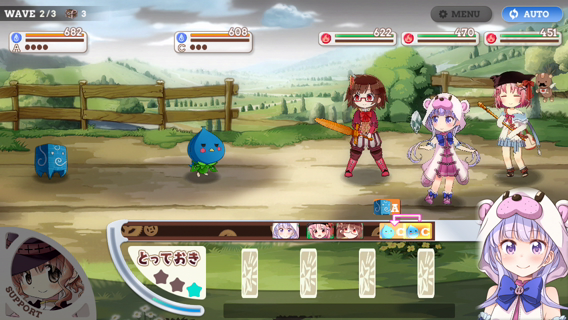 WAVE 2/3 3
MENU
AUTO
682
A
608
C
622
470
451
A
C C
とっておき
SUPPORT